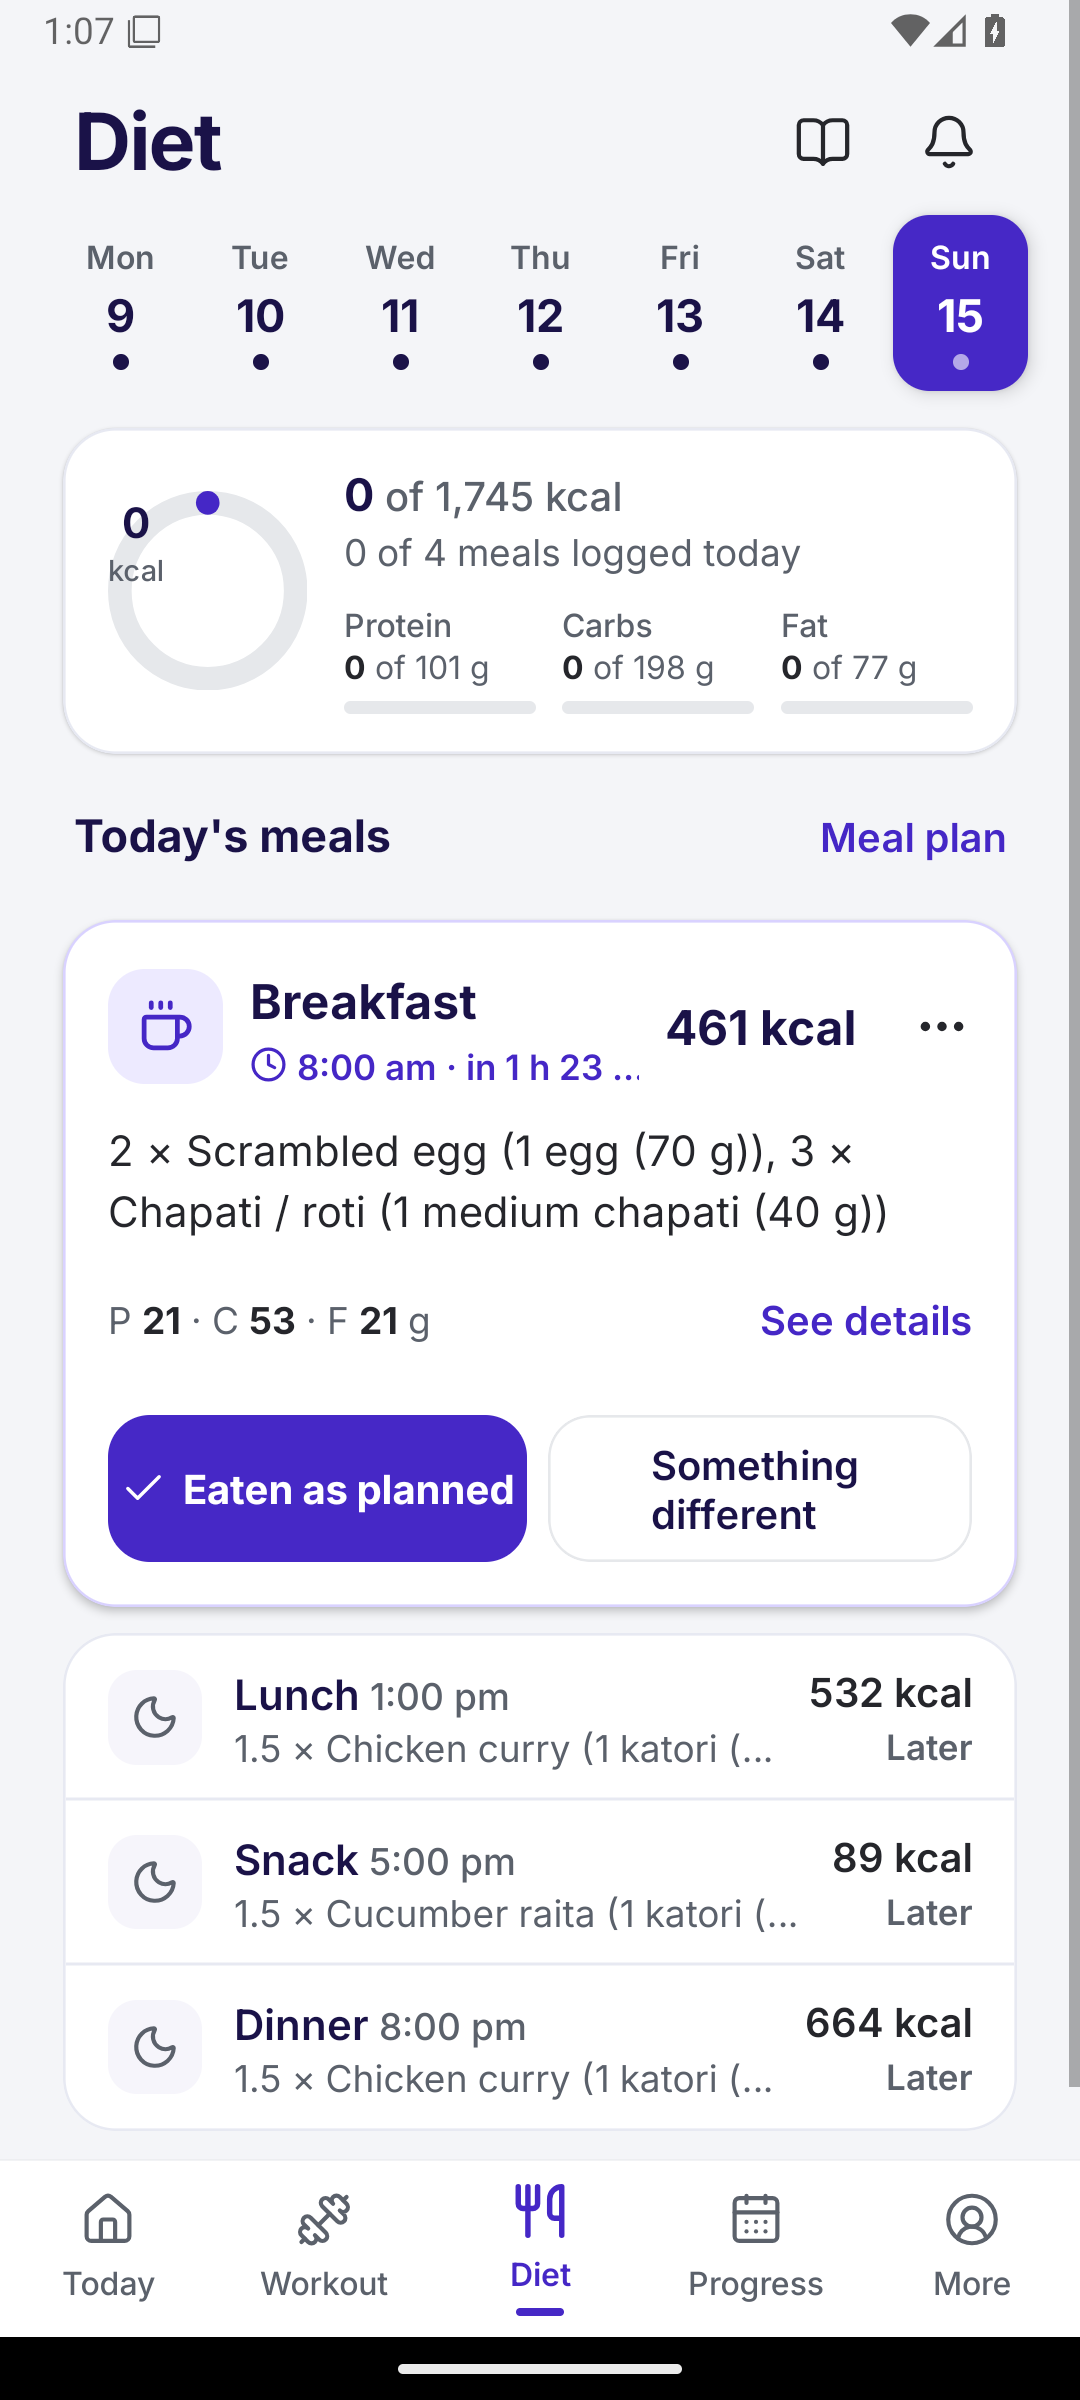 1:07
Diet
Mon Tue Wed Thu Fri Sat Sun
9 10 11 12 13 14 15
0 of 1,745 kcal
0
kcal
0 of 4 meals logged today
Protein Carbs Fat
0 of 101 g 0 of 198 g 0 of 77 g
Today's meals Meal plan
Breakfast
461 kcal
8:00 am · in 1 h 23 ...
2 × Scrambled egg (1 egg (70 g)), 3 ×
Chapati / roti (1 medium chapati (40 g))
P 21 · C 53 · F 21 g See details
Eaten as planned
Something
different
Lunch 1:00 pm 532 kcal
1.5 × Chicken curry (1 katori (... Later
Snack 5:00 pm 89 kcal
1.5 × Cucumber raita (1 katori (... Later
Dinner 8:00 pm 664 kcal
1.5 × Chicken curry (1 katori (... Later
Today Workout Diet Progress More